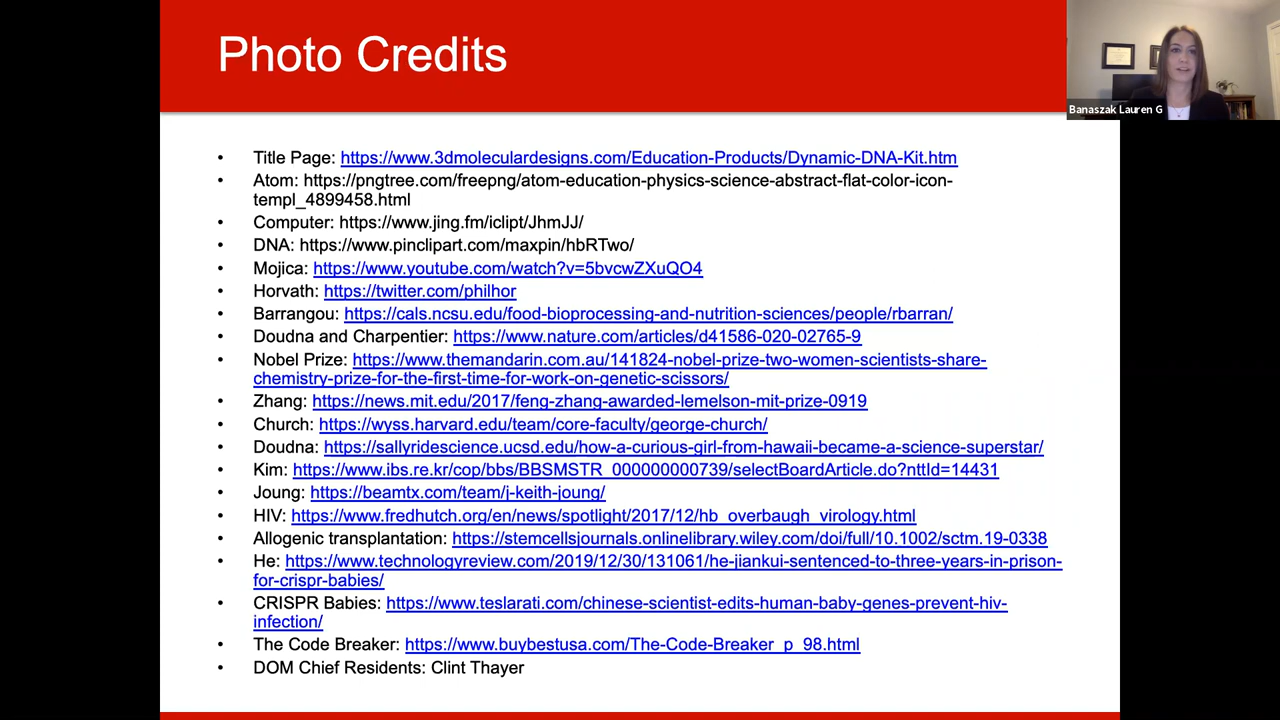 Photo Credits
Banaszak Lauren G
• Title Page: https://www.3dmoleculardesigns.com/Education-Products/Dynamic-DNA-Kit.htm
• Atom: https://pngtree.com/freepng/atom-education-physics-science-abstract-flat-color-icon-
templ_4899458.html
• Computer: https://www.jing.fm/iclipt/JhmJJ/
• DNA: https://www.pinclipart.com/maxpin/hbRTwo/
• Mojica: https://www.youtube.com/watch?v=5bvcwZXuQO4
• Horvath: https://twitter.com/philhor
• Barrangou: https://cals.ncsu.edu/food-bioprocessing-and-nutrition-sciences/people/rbarran/
• Doudna and Charpentier: https://www.nature.com/articles/d41586-020-02765-9
• Nobel Prize: https://www.themandarin.com.au/141824-nobel-prize-two-women-scientists-share-
chemistry-prize-for-the-first-time-for-work-on-genetic-scissors/
• Zhang: https://news.mit.edu/2017/feng-zhang-awarded-lemelson-mit-prize-0919
• Church: https://wyss.harvard.edu/team/core-faculty/george-church/
• Doudna: https://sallyridescience.ucsd.edu/how-a-curious-girl-from-hawaii-became-a-science-superstar/
• Kim: https://www.ibs.re.kr/cop/bbs/BBSMSTR_000000000739/selectBoardArticle.do?nttId=14431
• Joung: https://beamtx.com/team/j-keith-joung/
• HIV: https://www.fredhutch.org/en/news/spotlight/2017/12/hb_overbaugh_virology.html
• Allogenic transplantation: https://stemcellsjournals.onlinelibrary.wiley.com/doi/full/10.1002/sctm.19-0338
• He: https://www.technologyreview.com/2019/12/30/131061/he-jiankui-sentenced-to-three-years-in-prison-
for-crispr-babies/
• CRISPR Babies: https://www.teslarati.com/chinese-scientist-edits-human-baby-genes-prevent-hiv-
infection/
• The Code Breaker: https://www.buybestusa.com/The-Code-Breaker_p_98.html
• DOM Chief Residents: Clint Thayer